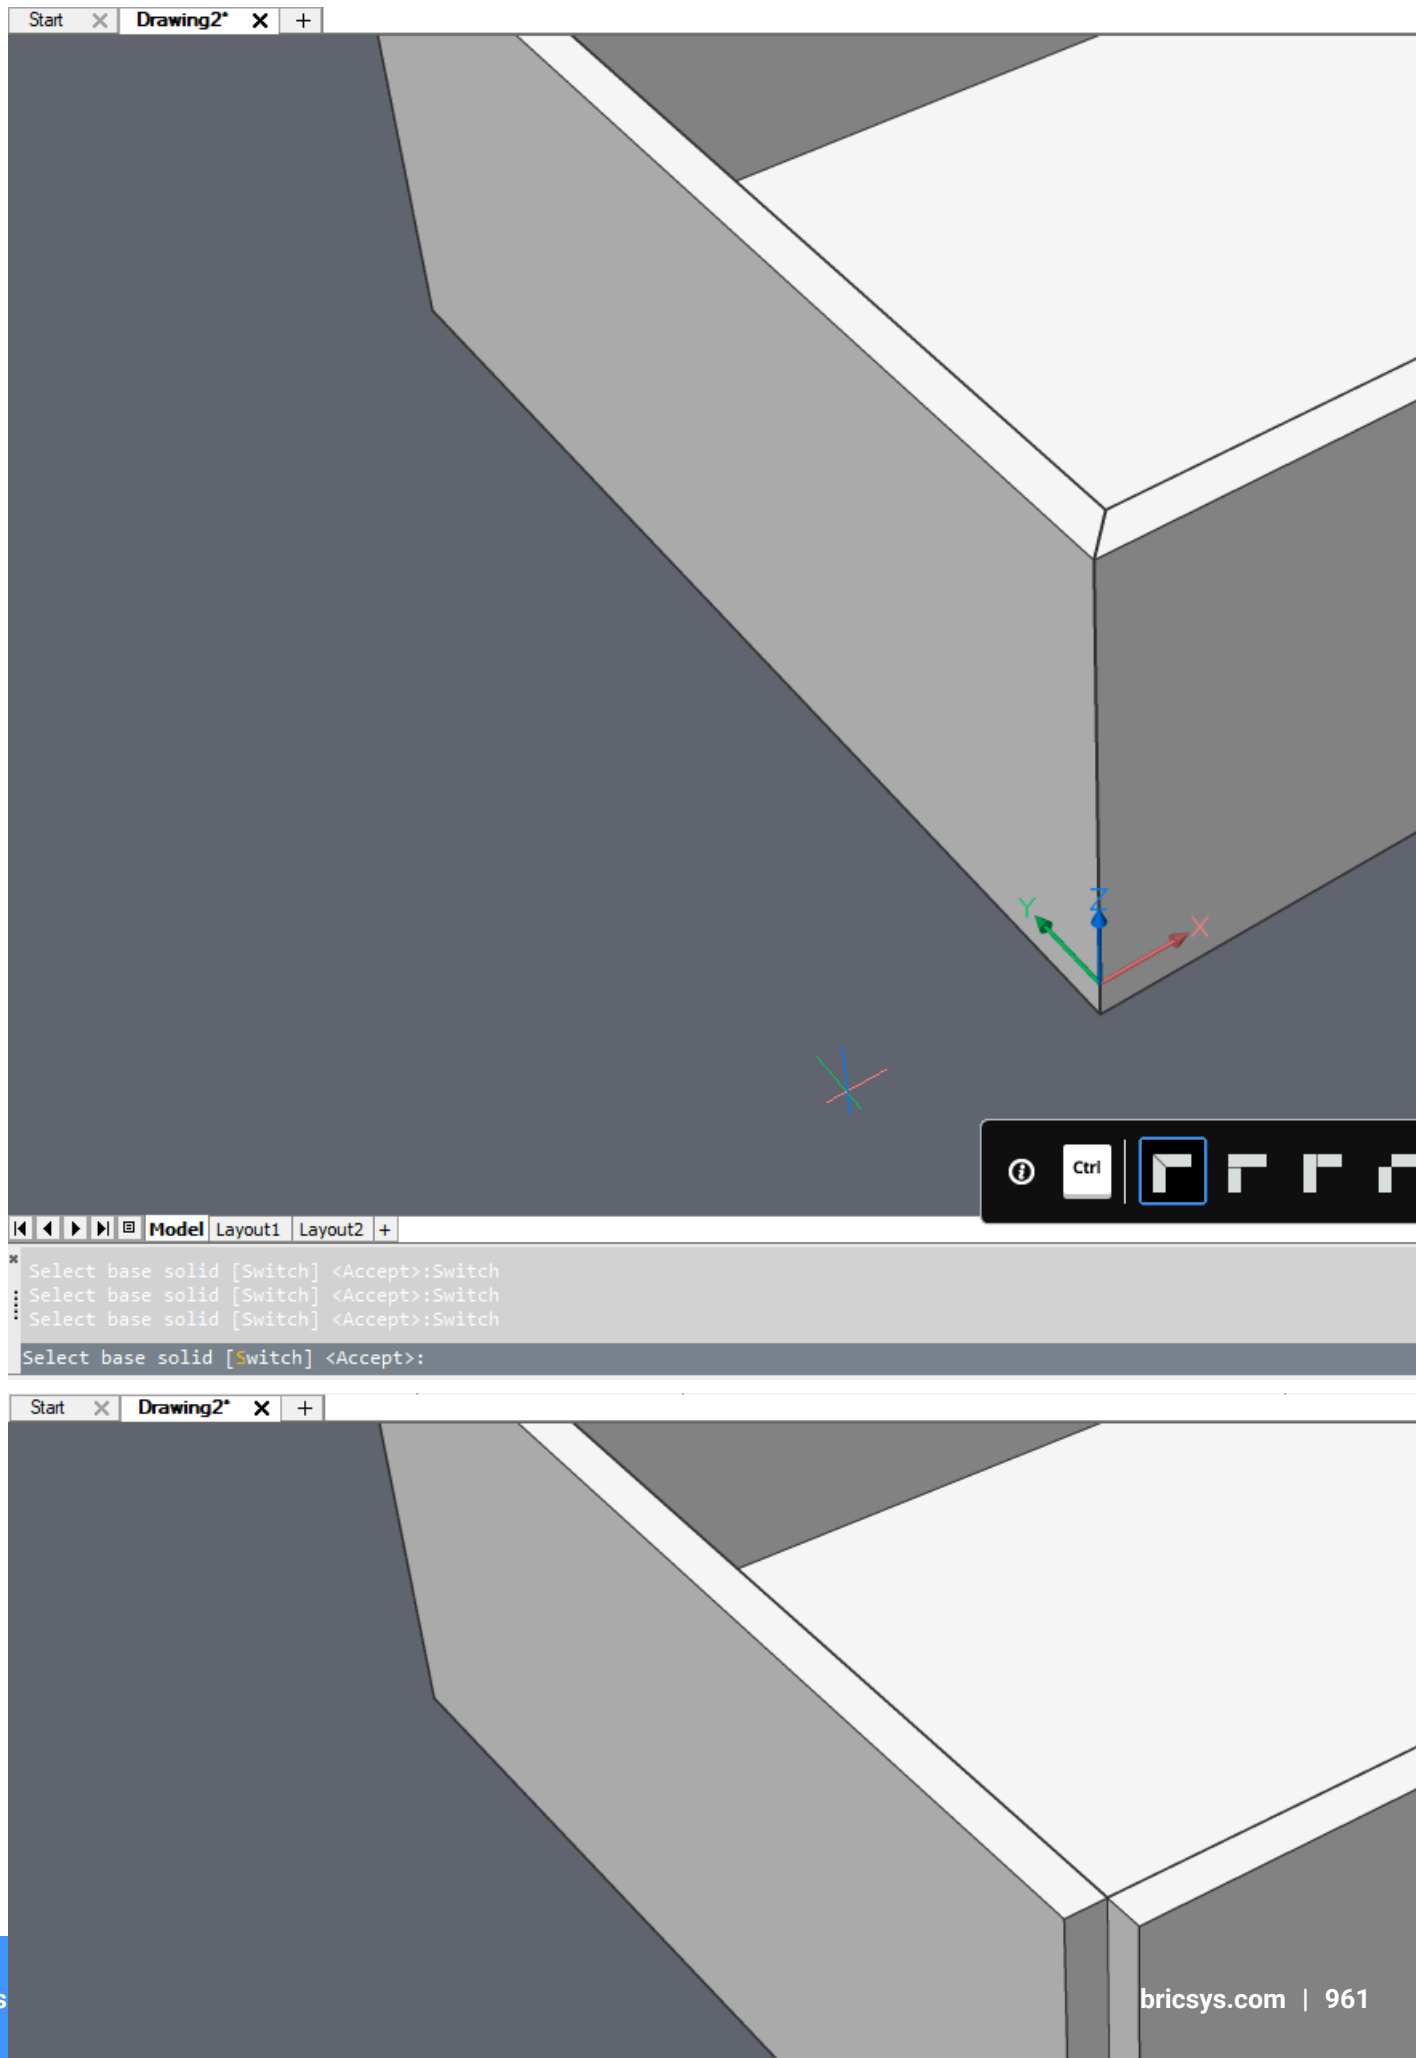 Start
Drawing2*
+
Y
Z
X
Ctrl
Model
Layout1
Layout2
+
Select base solid [Switch] <Accept>:Switch
Select base solid [Switch] <Accept>:Switch
Select base solid [Switch] <Accept>:Switch
Select base solid [Switch] <Accept>:
Start
Drawing2*
+
s
bricsys.com | 961